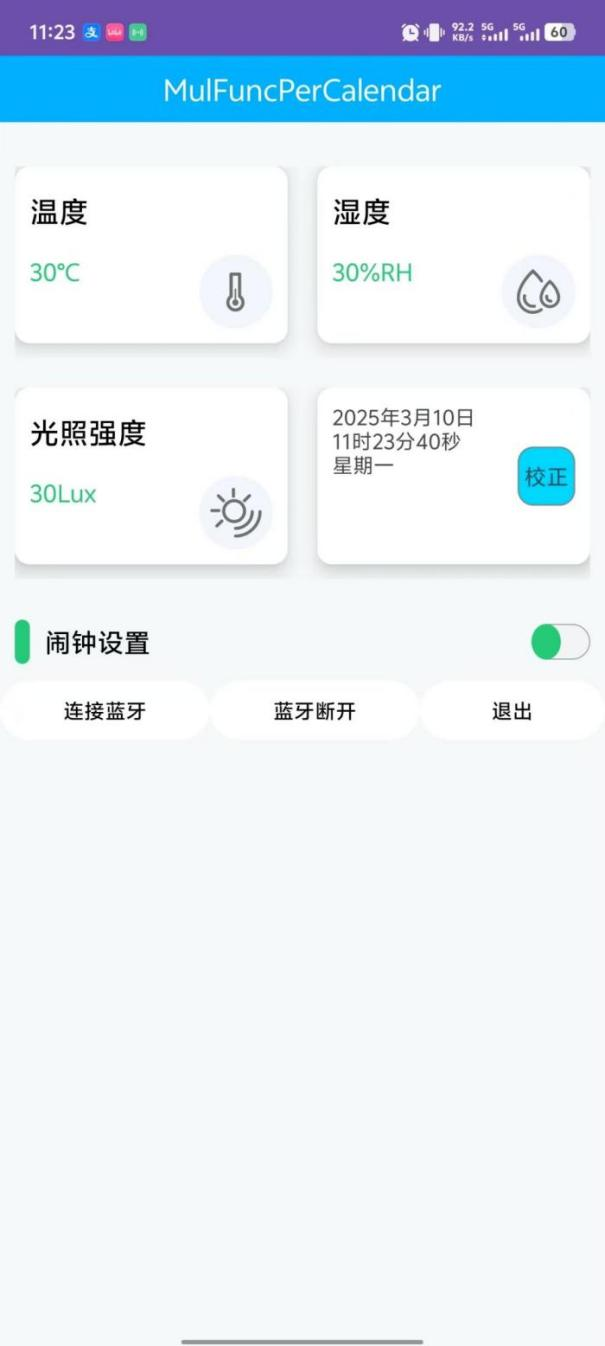 11:23
92.2
KB/s
5G
5G
60
MulFuncPerCalendar
温度
30℃
湿度
30%RH
光照强度
30Lux
2025年3月10日
11时23分40秒
星期一
校正
闹钟设置
连接蓝牙
蓝牙断开
退出